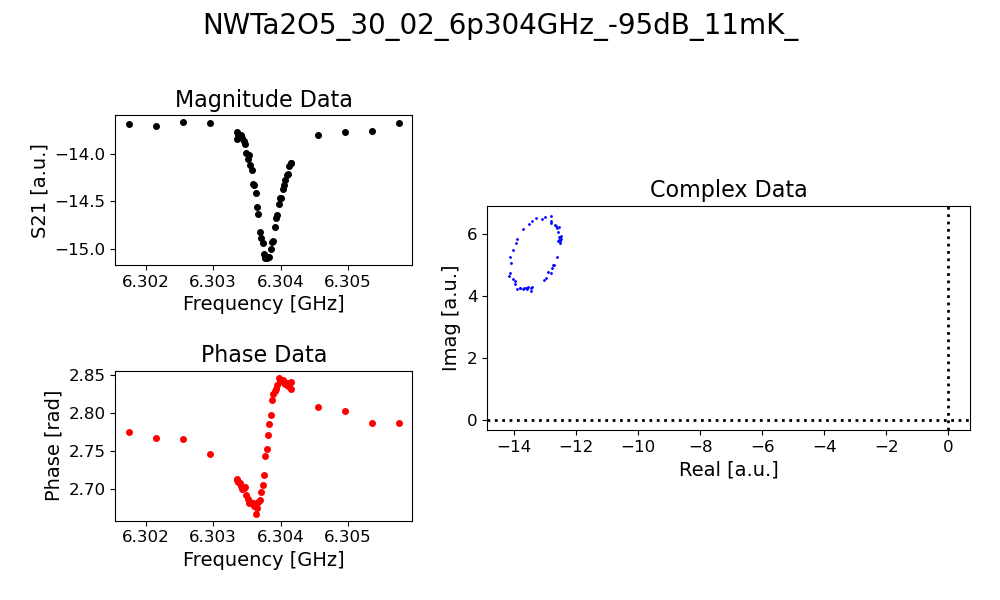 NWTa2O5_30_02_6p304GHz_-95dB_11mK_
Magnitude Data
S21 [a.u.]
−14.0
−14.5
−15.0
6.302 6.303 6.304 6.305
Frequency [GHz]
Phase Data
Phase [rad]
2.85
2.80
2.75
2.70
6.302 6.303 6.304 6.305
Frequency [GHz]
Complex Data
Imag [a.u.]
6
4
2
0
−14 −12 −10 −8 −6 −4 −2 0
Real [a.u.]